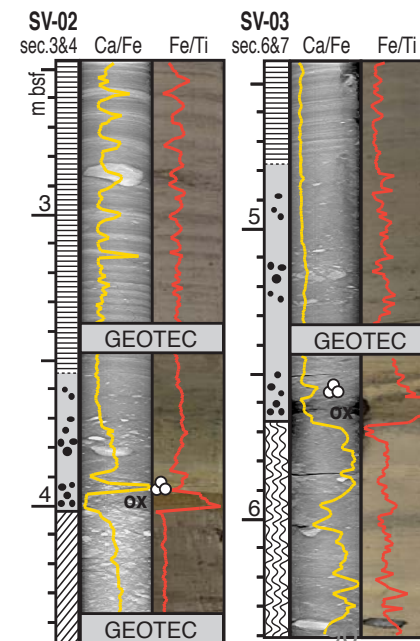 SV-02
sec.3&4 Ca/Fe Fe/Ti
m bsf
3
GEOTEC
ox
4
GEOTEC
SV-03
sec.6&7 Ca/Fe Fe/Ti
5
GEOTEC
ox
6